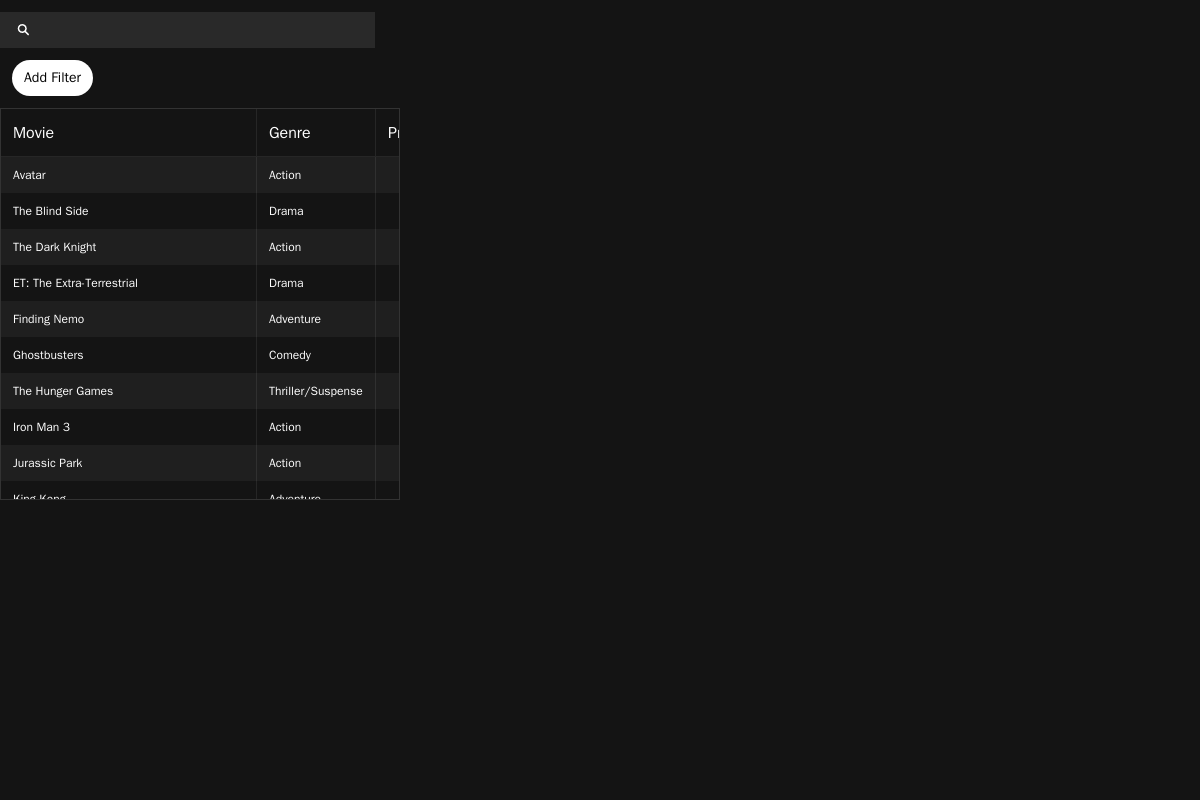 Add Filter
Movie Genre
Avatar Action
The Blind Side Drama
The Dark Knight Action
ET: The Extra-Terrestrial Drama
Finding Nemo Adventure
Ghostbusters Comedy
The Hunger Games Thriller/Suspense
Iron Man 3 Action
Jurassic Park Action
King Kong Adventure